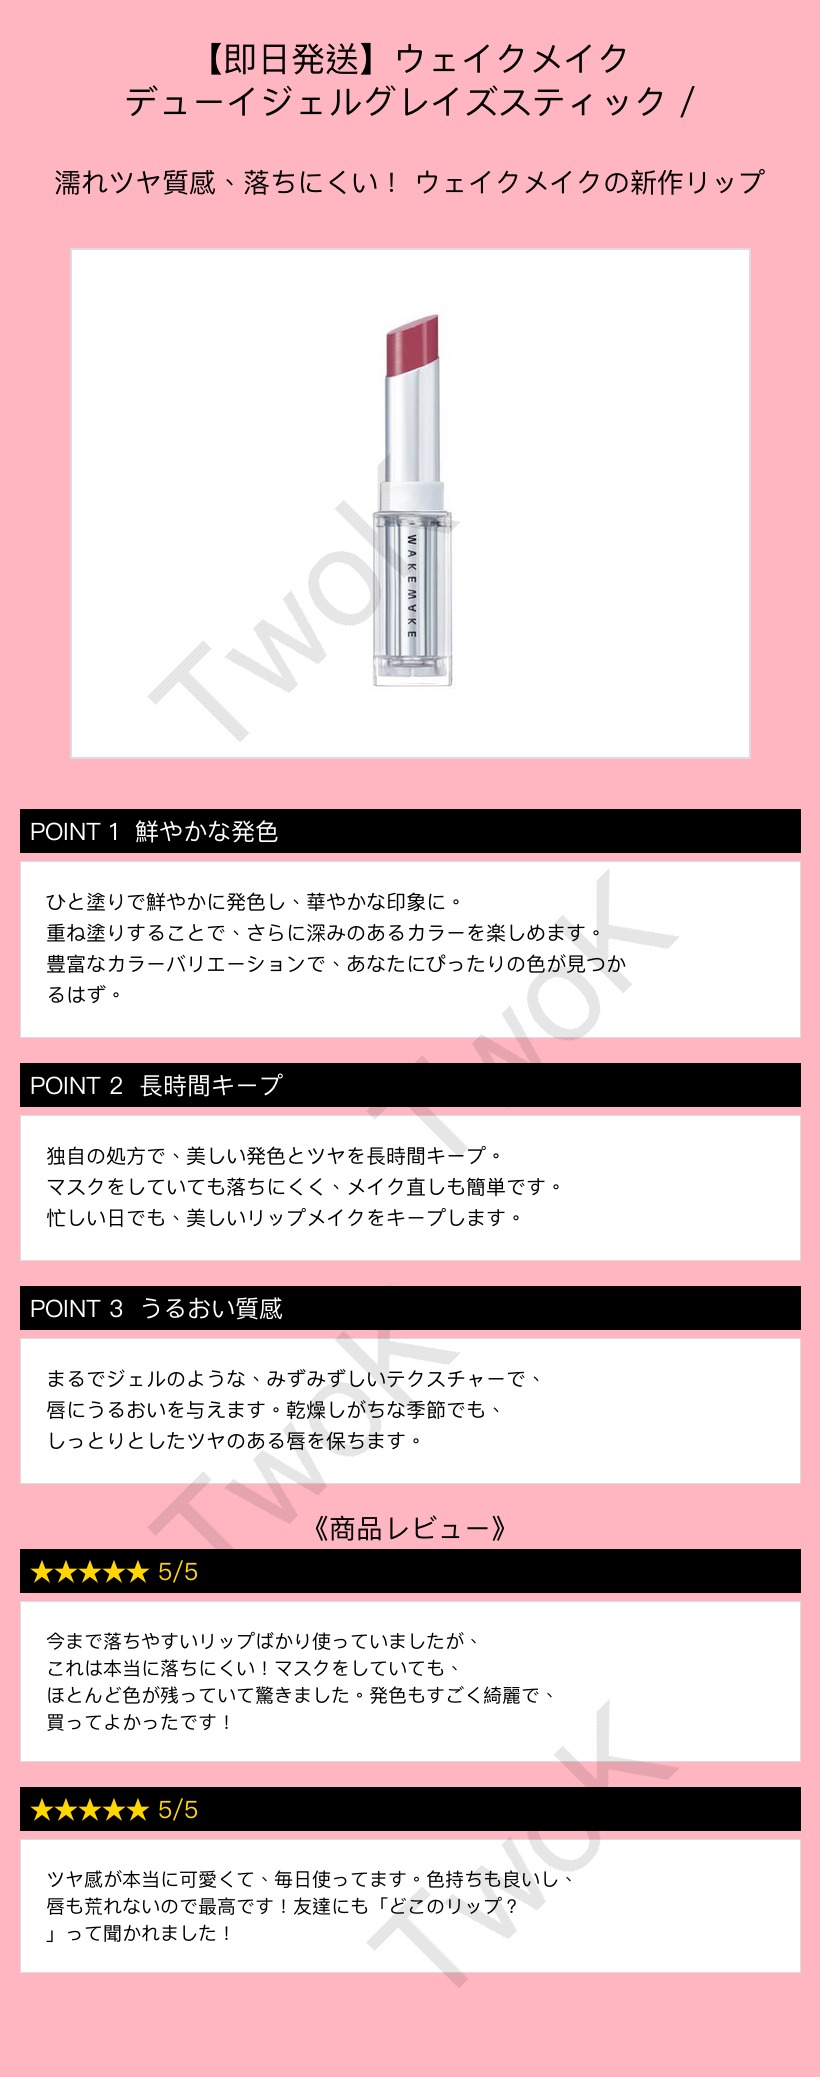 【即日発送】ウェイクメイク
デューイジェルグレイズスティック /
濡れツヤ質感、落ちにくい！ ウェイクメイクの新作リップ
WAKEMAKE
TwoK
POINT 1 鮮やかな発色
ひと塗りで鮮やかに発色し、華やかな印象に。
重ね塗りすることで、さらに深みのあるカラーを楽しめます。
豊富なカラーバリエーションで、あなたにぴったりの色が見つか
るはず。
TwoK
POINT 2 長時間キープ
独自の処方で、美しい発色とツヤを長時間キープ。
マスクをしていても落ちにくく、メイク直しも簡単です。
忙しい日でも、美しいリップメイクをキープします。
POINT 3 うるおい質感
まるでジェルのような、みずみずしいテクスチャーで、
唇にうるおいを与えます。乾燥しがちな季節でも、
しっとりとしたツヤのある唇を保ちます。
TwoK
《商品レビュー》
★★★★★ 5/5
今まで落ちやすいリップばかり使っていましたが、
これは本当に落ちにくい！マスクをしていても、
ほとんど色が残っていて驚きました。発色もすごく綺麗で、
買ってよかったです！
★★★★★ 5/5
ツヤ感が本当に可愛くて、毎日使ってます。色持ちも良いし、
唇も荒れないので最高です！友達にも「どこのリップ？
」って聞かれました！
TwoK